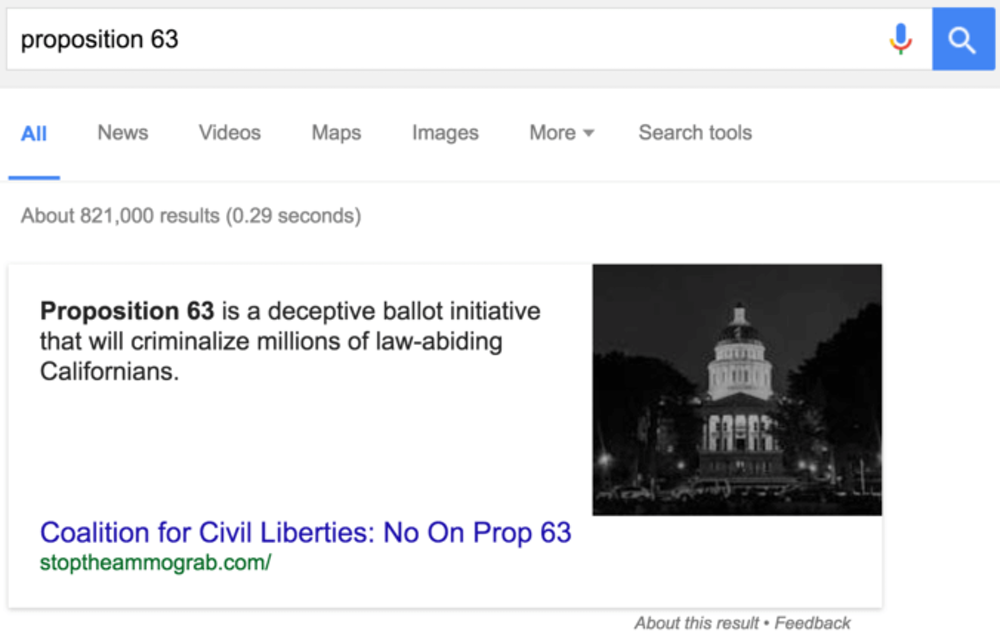 proposition 63
All News Videos Maps Images More Search tools
About 821,000 results (0.29 seconds)
Proposition 63 is a deceptive ballot initiative
that will criminalize millions of law-abiding
Californians.
Coalition for Civil Liberties: No On Prop 63
stoptheammograb.com/
About this result • Feedback